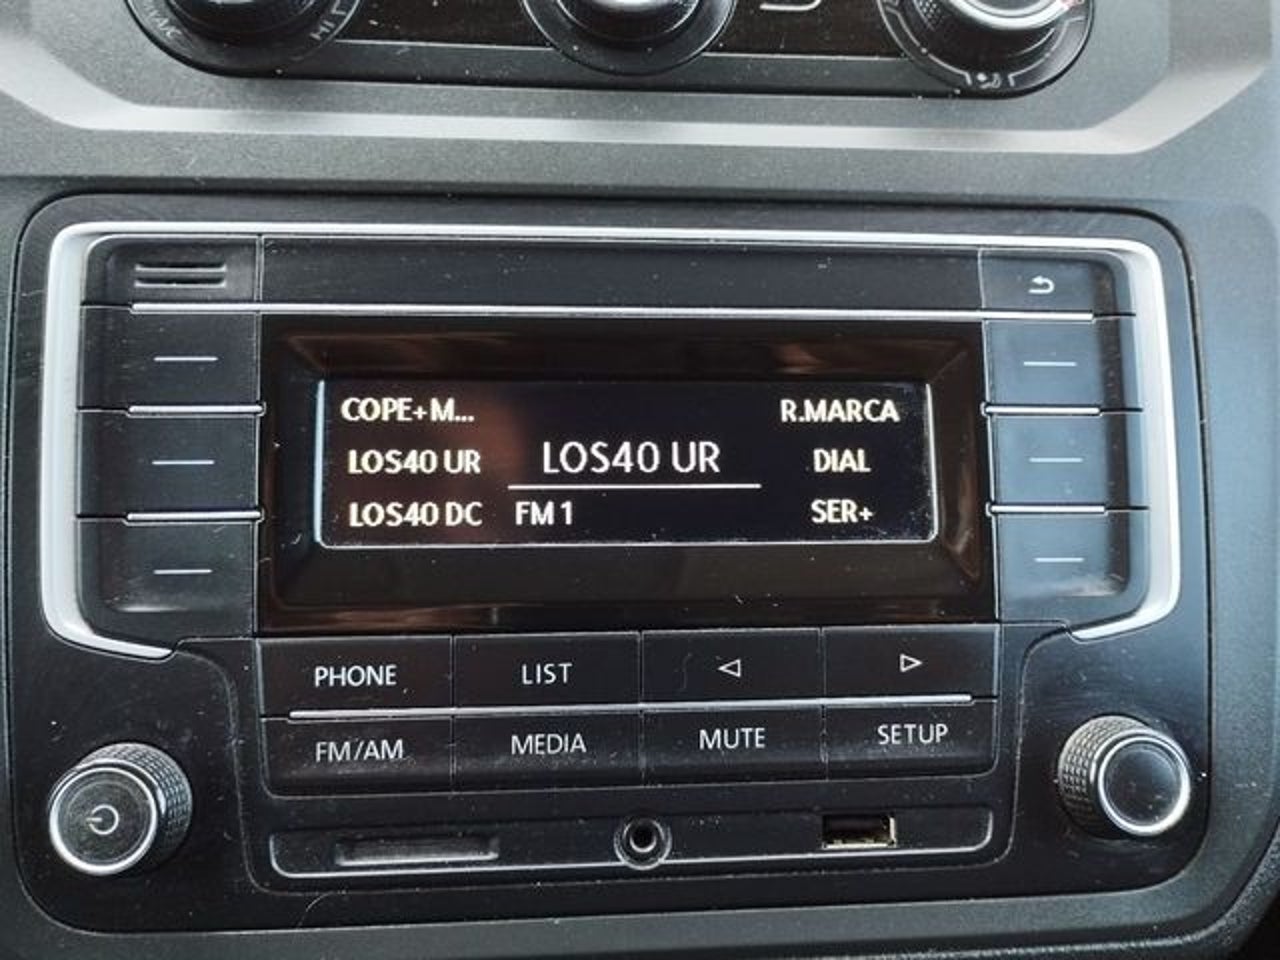 COPE+M...
R.MARCA
LOS40 UR
LOS40 UR
DIAL
LOS40 DC
FM 1
SER+
PHONE
LIST
FM/AM
MEDIA
MUTE
SETUP